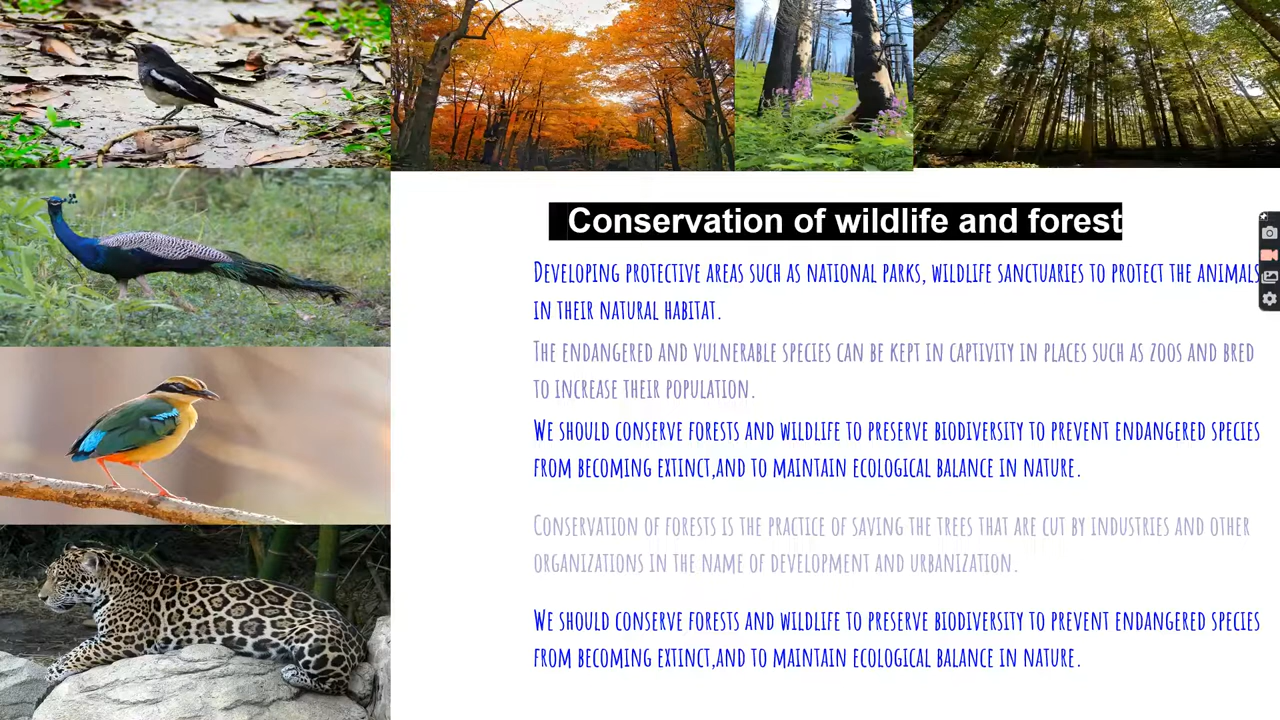 Conservation of wildlife and forest
Developing protective areas such as national parks, wildlife sanctuaries to protect the animals
in their natural habitat.
The endangered and vulnerable species can be kept in captivity in places such as zoos and bred
to increase their population.
We should conserve forests and wildlife to preserve biodiversity to prevent endangered species
from becoming extinct,and to maintain ecological balance in nature.
Conservation of forests is the practice of saving the trees that are cut by industries and other
organizations in the name of development and urbanization.
We should conserve forests and wildlife to preserve biodiversity to prevent endangered species
from becoming extinct,and to maintain ecological balance in nature.